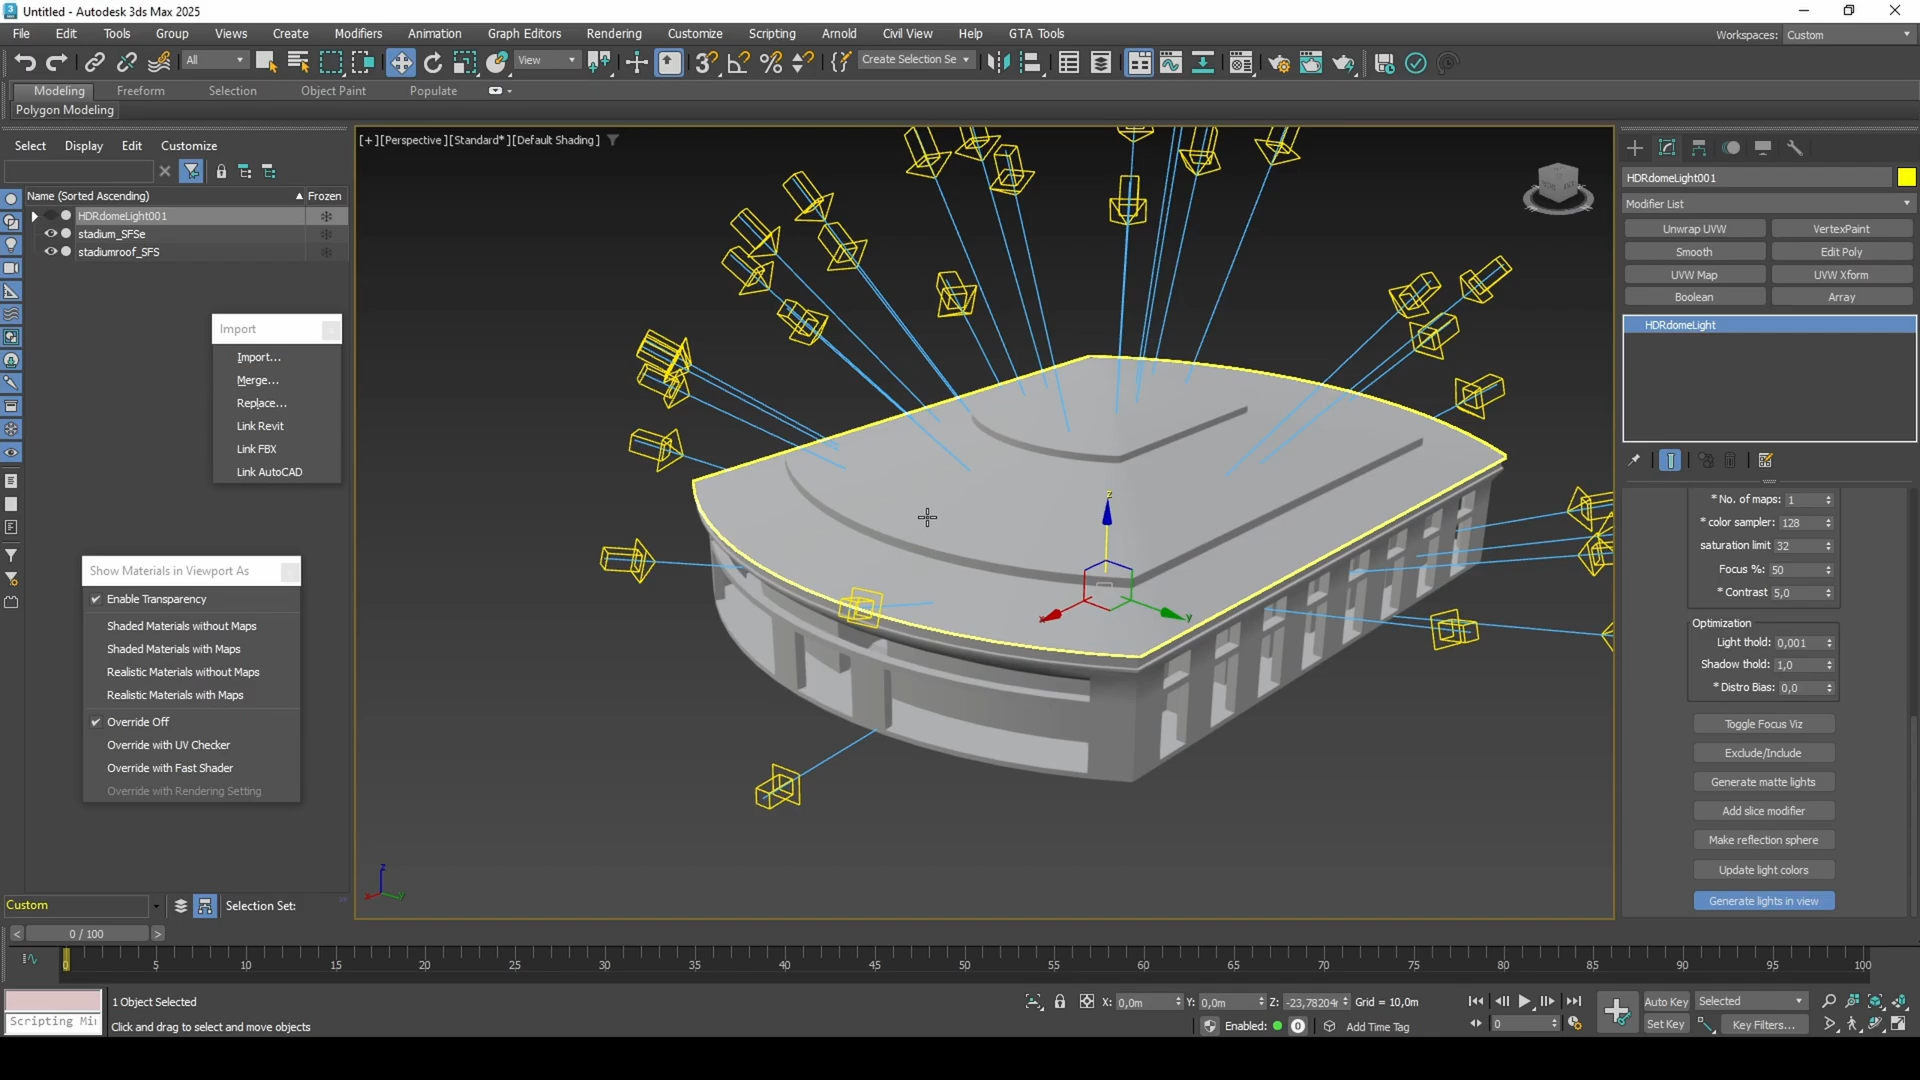 Untitled - Autodesk 3ds Max 2025
File Edit Tools Group Views Create Modifiers Animation Graph Editors Rendering Customize Scripting Arnold Civil View Help GTA Tools
Workspaces: Custom
All View Create Selection Se
Modeling Freeform Selection Object Paint Populate
Polygon Modeling
Select Display Edit Customize
[+][Perspective][Standard*][Default Shading]
Name (Sorted Ascending) Frozen
HDRdomeLight001
stadium_SFSe
stadiumroof_SFS
Import
Import...
Merge...
Replace...
Link Revit
Link FBX
Link AutoCAD
Show Materials in Viewport As
Enable Transparency
Shaded Materials without Maps
Shaded Materials with Maps
Realistic Materials without Maps
Realistic Materials with Maps
Override Off
Override with UV Checker
Override with Fast Shader
Override with Rendering Setting
z
x
y
z
x
y
HDRdomeLight001
Modifier List
Unwrap UVW VertexPaint
Smooth Edit Poly
UVW Map UVW Xform
Boolean Array
HDRdomeLight
* No. of maps: 1
* color sampler: 128
saturation limit 32
Focus %: 50
* Contrast 5,0
Optimization
Light thold: 0,001
Shadow thold: 1,0
* Distro Bias: 0,0
Toggle Focus Viz
Exclude/Include
Generate matte lights
Add slice modifier
Make reflection sphere
Update light colors
Generate lights in view
Custom Selection Set:
< 0 / 100 >
0 5 10 15 20 25 30 35 40 45 50 55 60 65 70 75 80 85 90 95 100
1 Object Selected
X: 0,0m Y: 0,0m Z: -23,78204 Grid = 10,0m
Auto Key Selected
Scripting Mi
Click and drag to select and move objects
Enabled: 0 Add Time Tag
0
Set Key Key Filters...